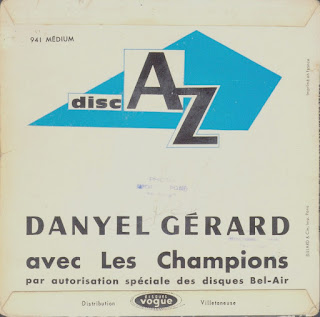 941 MÉDIUM
disc AZ
DANYEL GÉRARD
avec Les Champions
par autorisation spéciale des disques Bel-Air
Distribution DISQUES vogue Villetaneuse